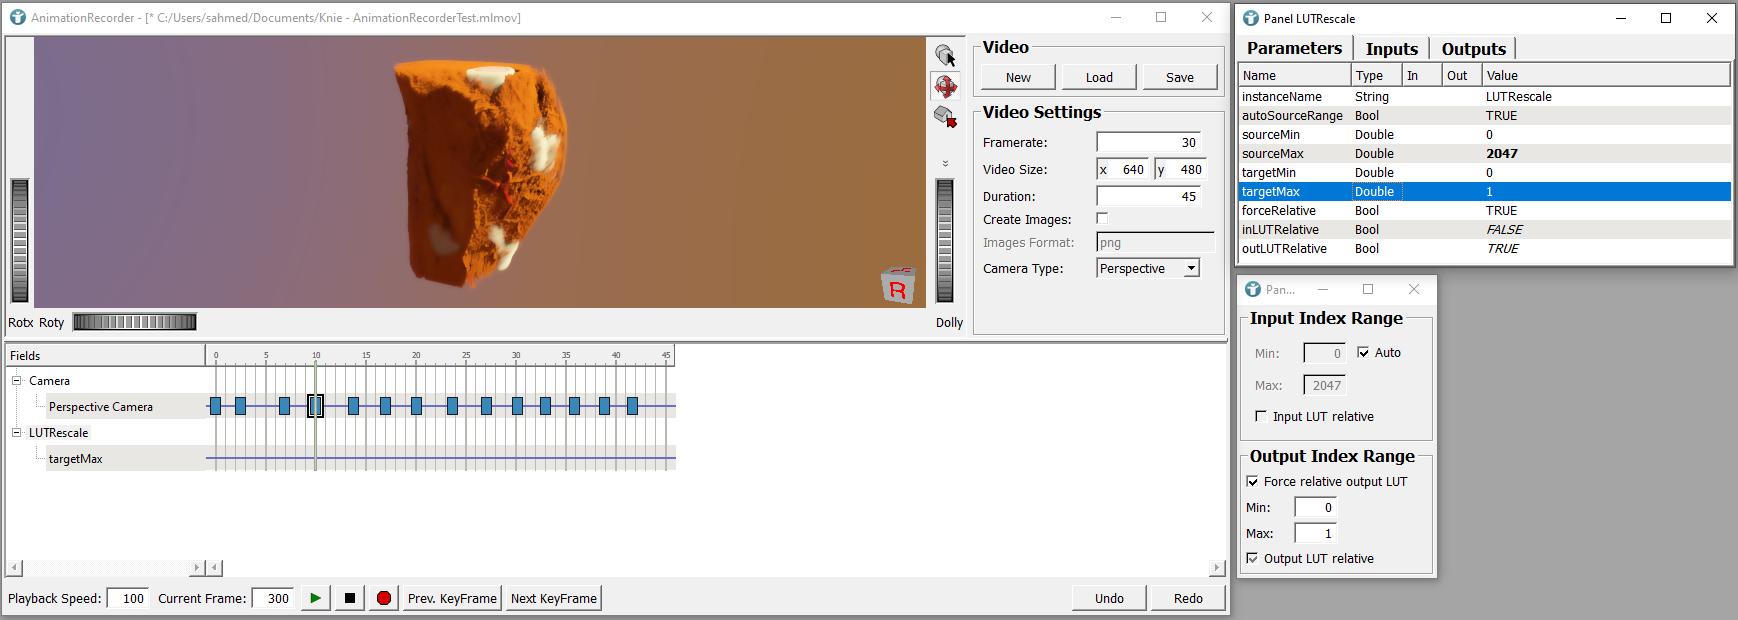 AnimationRecorder - [* C:/Users/sahmed/Documents/Knie - AnimationRecorderTest.mlmov]
R
Rotx Roty
Dolly
Video
New Load Save
Video Settings
Framerate: 30
Video Size: x 640 y 480
Duration: 45
Create Images:
Images Format: png
Camera Type: Perspective
Fields 0 5 10 15 20 25 30 35 40 45
Camera
Perspective Camera
LUTRescale
targetMax
Playback Speed: 100 Current Frame: 300 Prev. KeyFrame Next KeyFrame Undo Redo
Panel LUTRescale
Parameters Inputs Outputs
Name Type In Out Value
instanceName String LUTRescale
autoSourceRange Bool TRUE
sourceMin Double 0
sourceMax Double 2047
targetMin Double 0
targetMax Double 1
forceRelative Bool TRUE
inLUTRelative Bool FALSE
outLUTRelative Bool TRUE
Pan...
Input Index Range
Min: 0 Auto
Max: 2047
Input LUT relative
Output Index Range
Force relative output LUT
Min: 0
Max: 1
Output LUT relative